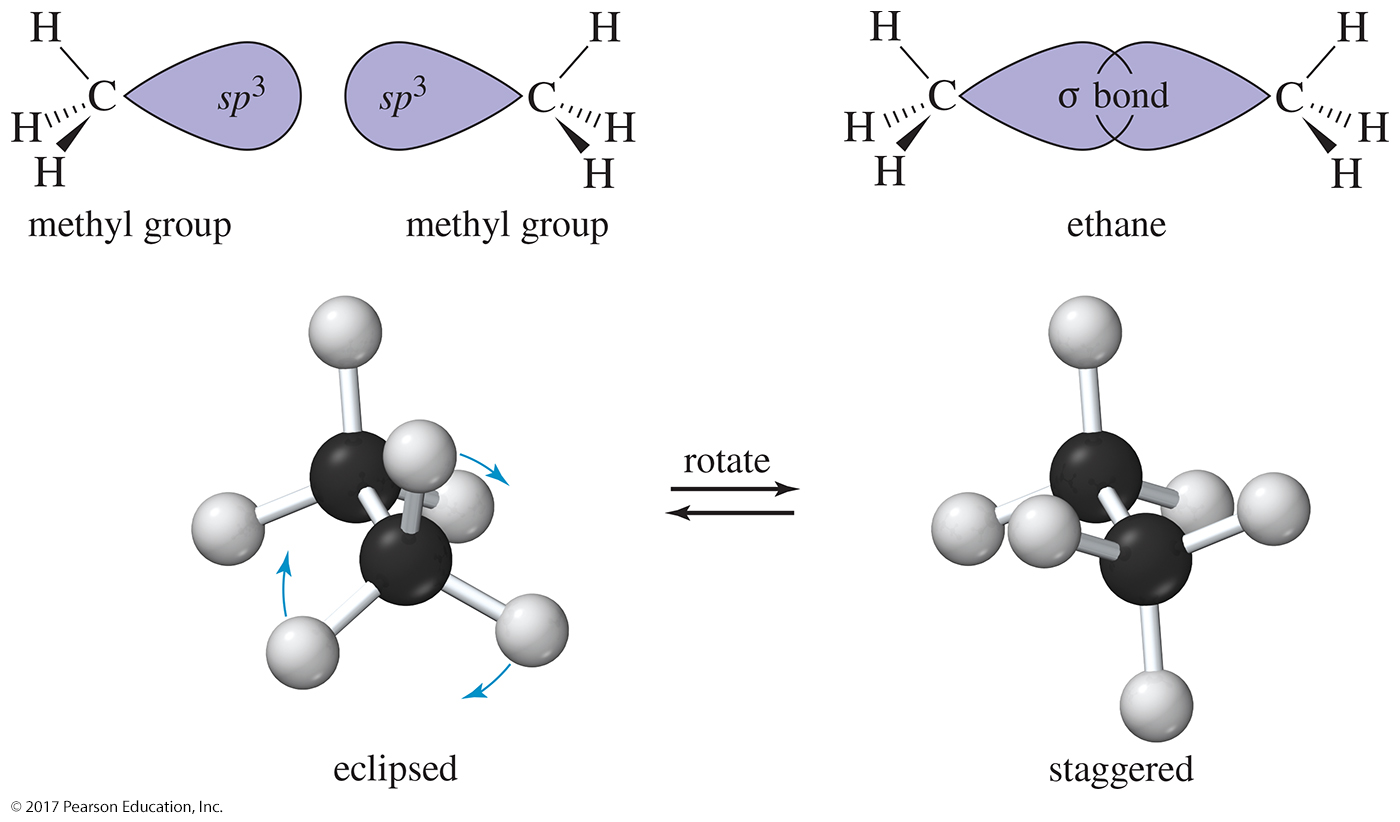 H H H H
C sp³ sp³ C C σ bond C
H H H H
H H H H
methyl group methyl group ethane
rotate
eclipsed staggered
© 2017 Pearson Education, Inc.